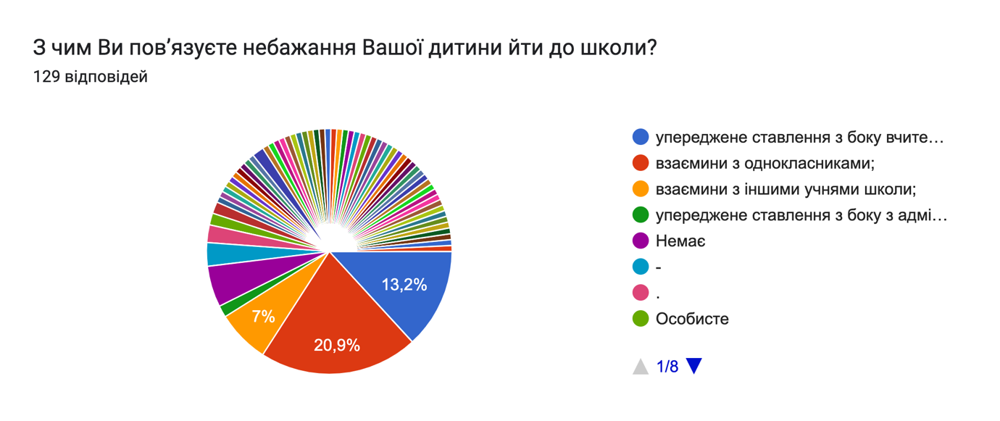 З чим Ви пов’язуєте небажання Вашої дитини йти до школи?
129 відповідей
упереджене ставлення з боку вчите…
взаємини з однокласниками;
взаємини з іншими учнями школи;
упереджене ставлення з боку з адмі…
Немає
-
.
Особисте
1/8
13,2%
7%
20,9%